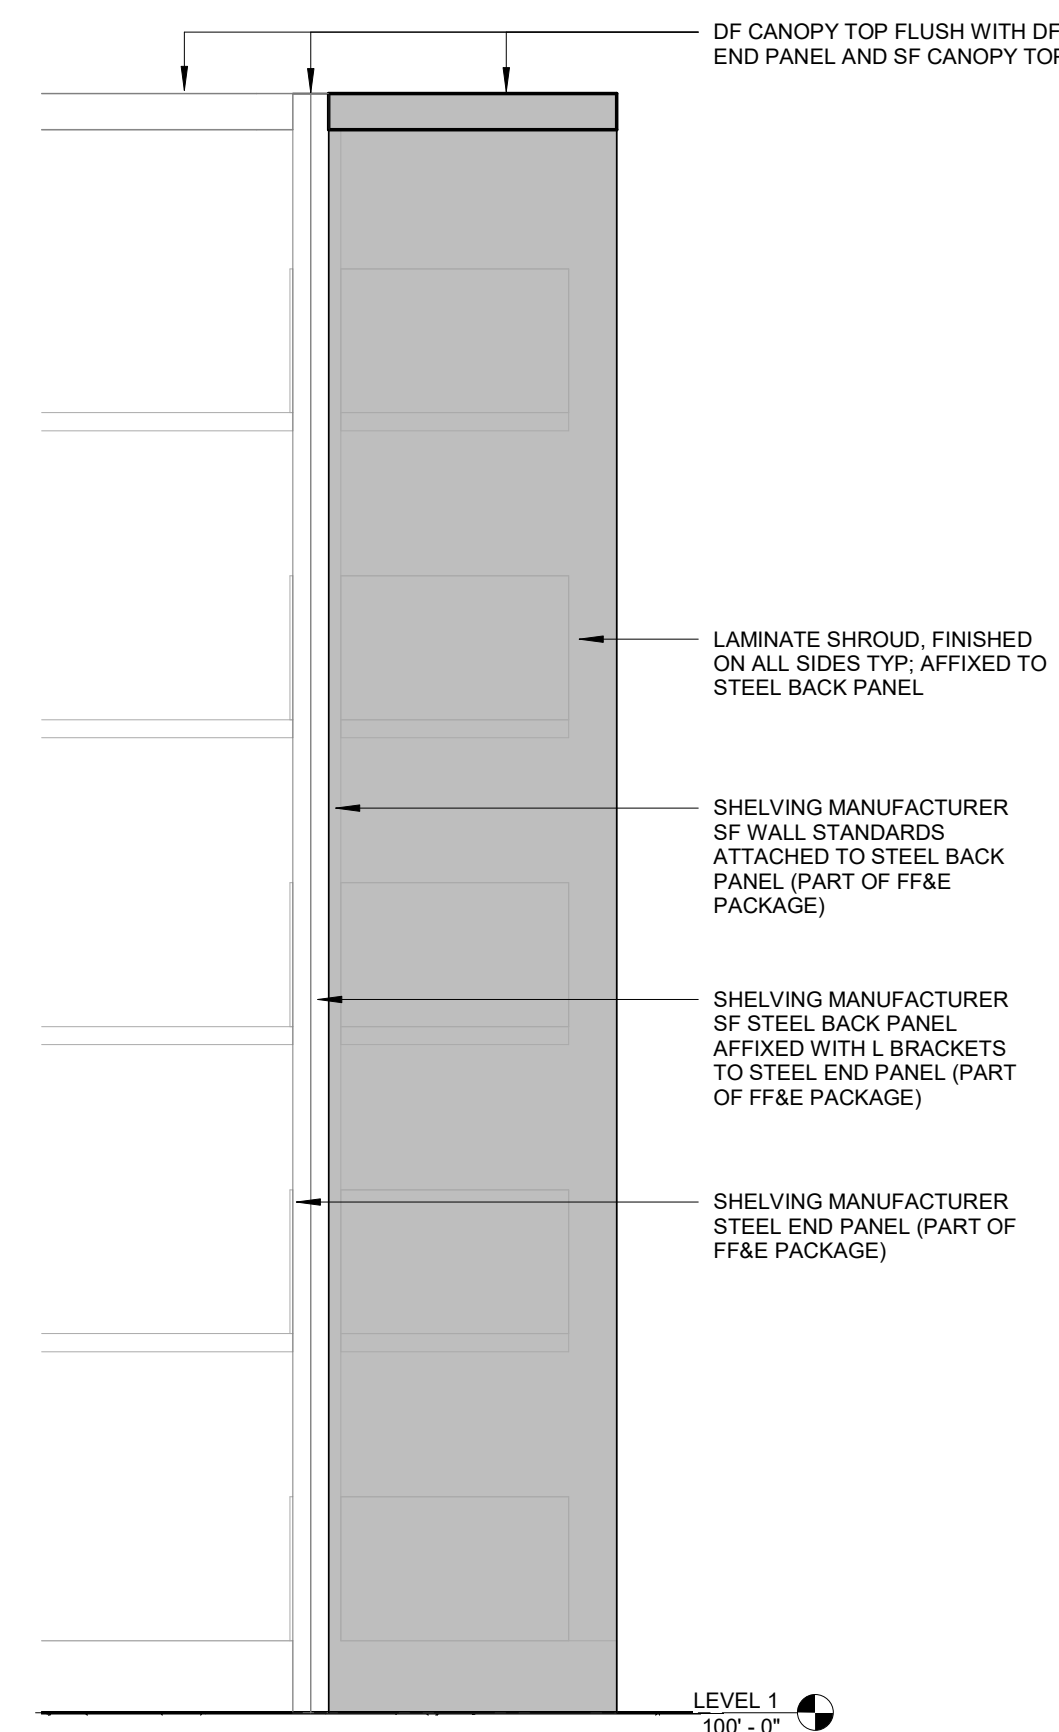 DF CANOPY TOP FLUSH WITH DF
END PANEL AND SF CANOPY TOP
LAMINATE SHROUD, FINISHED
ON ALL SIDES TYP; AFFIXED TO
STEEL BACK PANEL
SHELVING MANUFACTURER
SF WALL STANDARDS
ATTACHED TO STEEL BACK
PANEL (PART OF FF&E
PACKAGE)
SHELVING MANUFACTURER
SF STEEL BACK PANEL
AFFIXED WITH L BRACKETS
TO STEEL END PANEL (PART
OF FF&E PACKAGE)
SHELVING MANUFACTURER
STEEL END PANEL (PART OF
FF&E PACKAGE)
LEVEL 1
100' - 0"